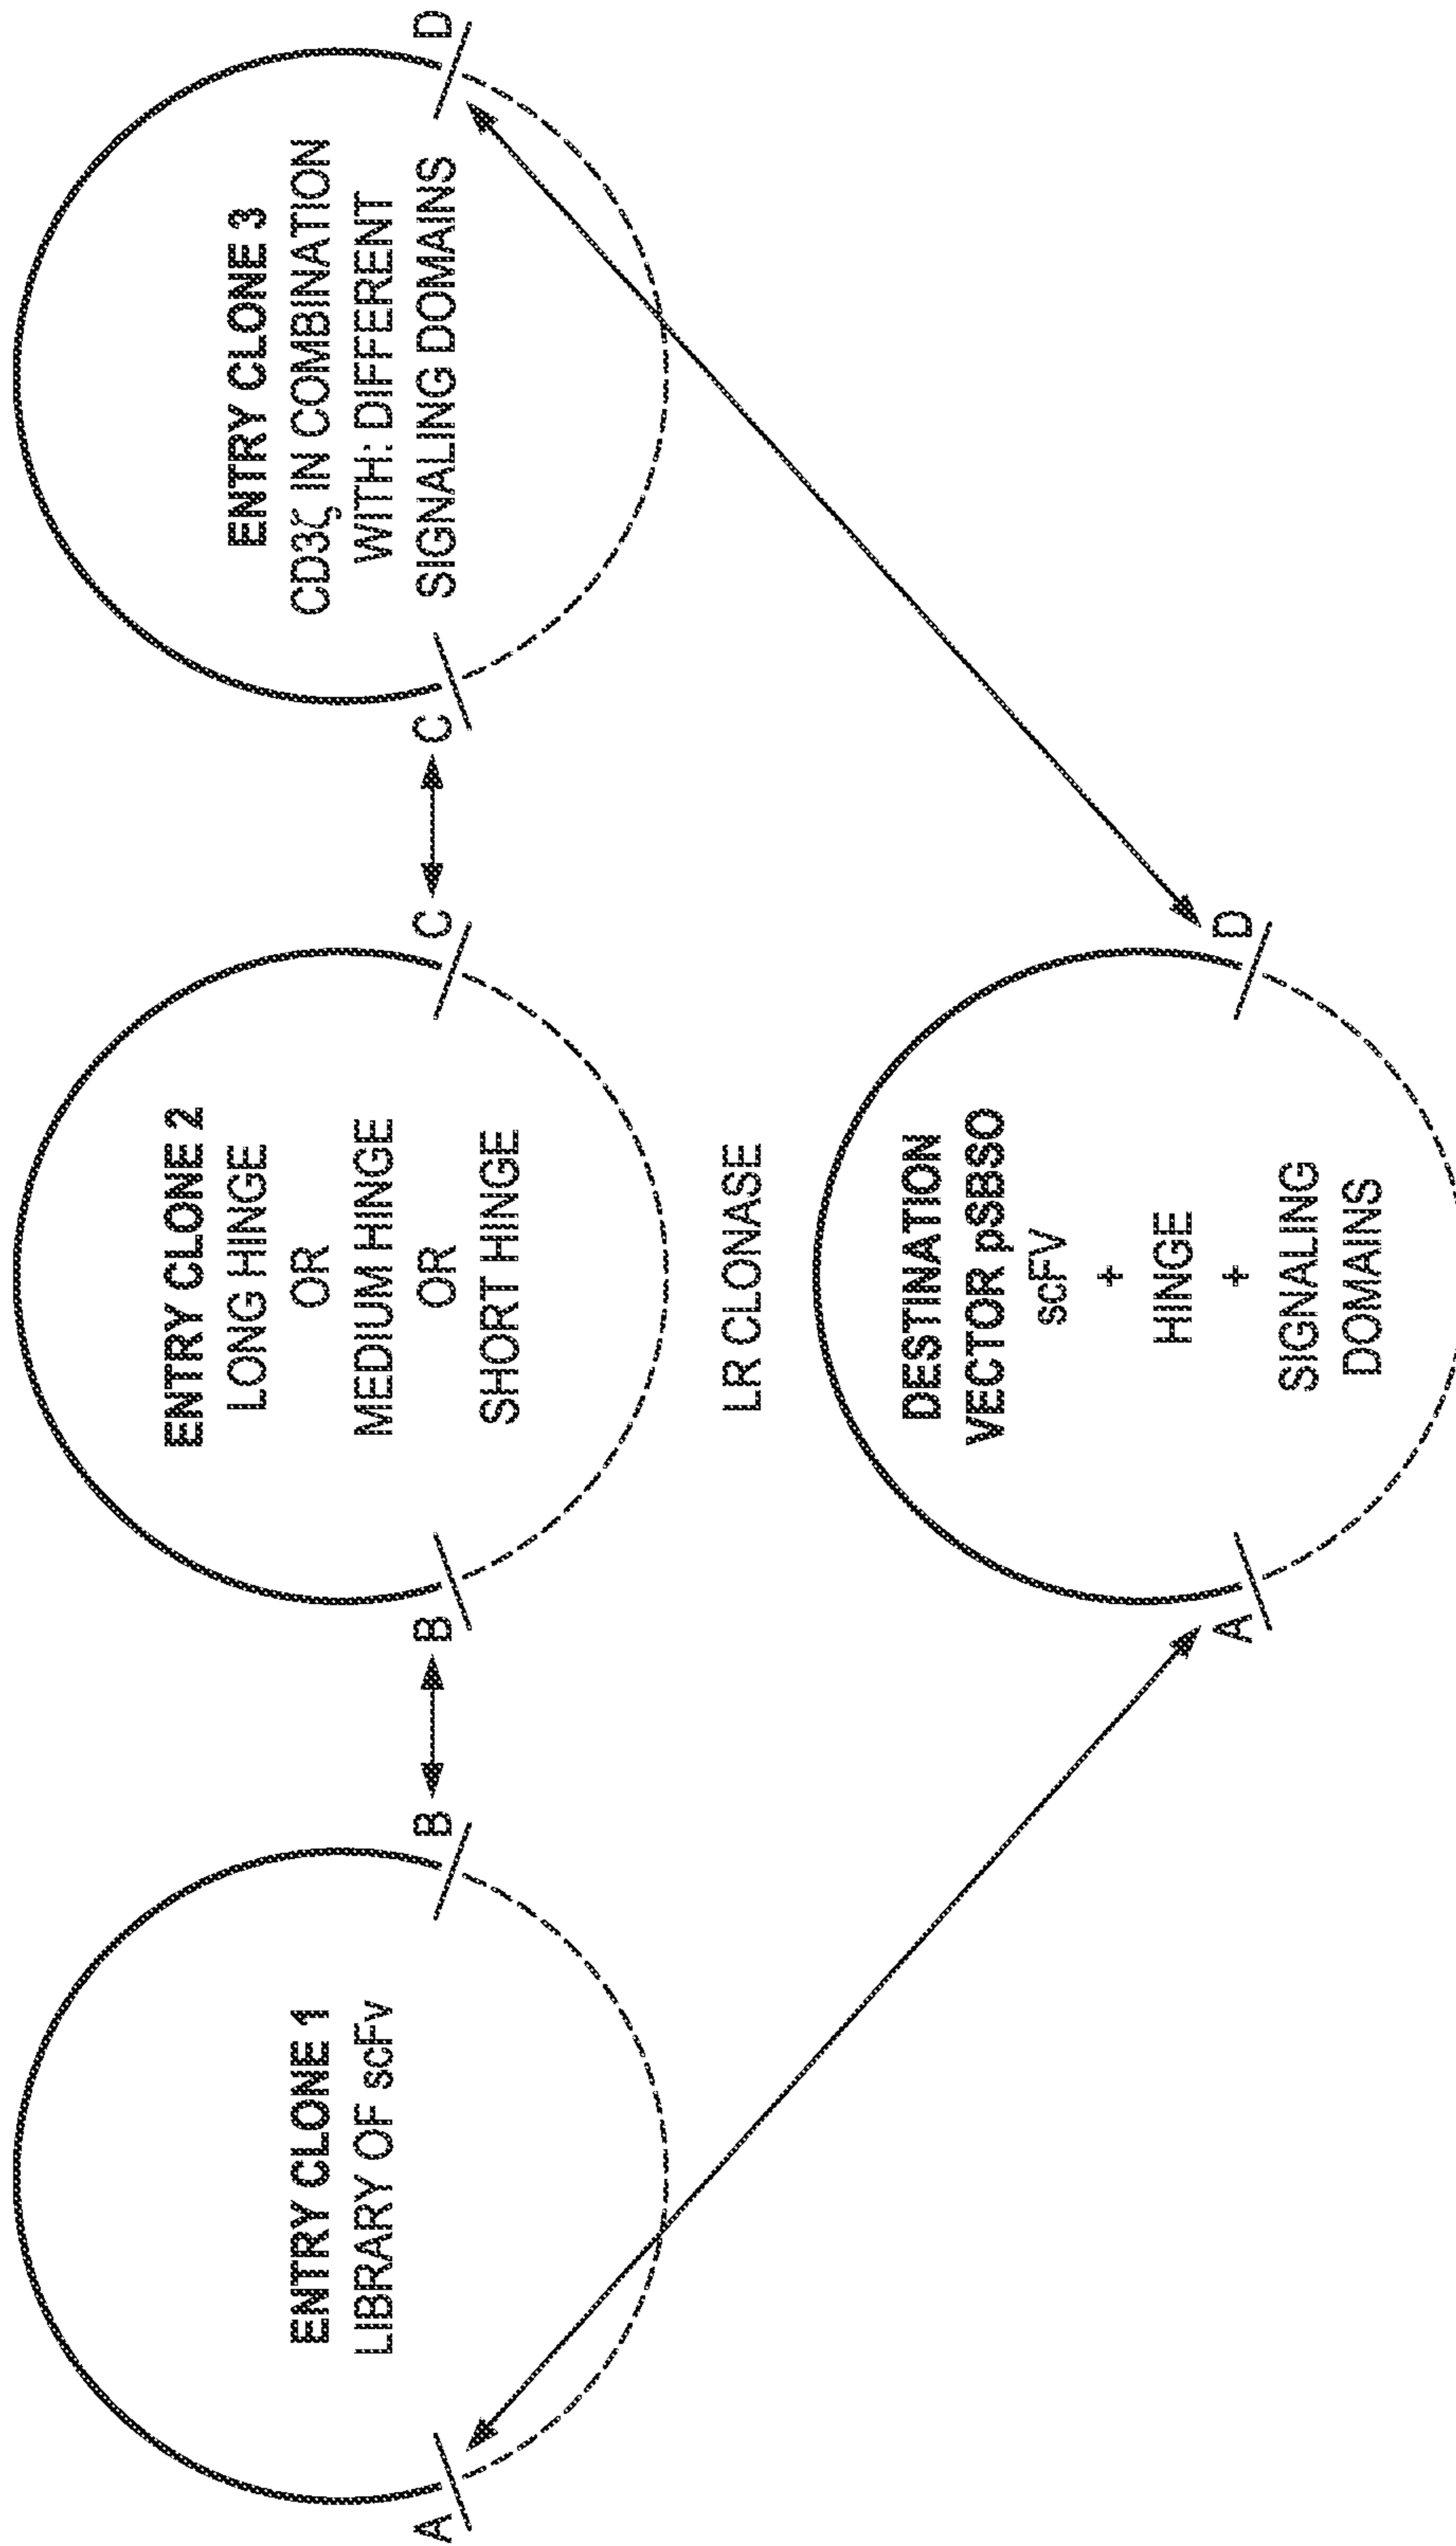 ENTRY CLONE 1
LIBRARY OF scFv
A
B
ENTRY CLONE 2
LONG HINGE
OR
MEDIUM HINGE
OR
SHORT HINGE
B
C
ENTRY CLONE 3
CD3ζ IN COMBINATION
WITH: DIFFERENT
SIGNALING DOMAINS
C
D
LR CLONASE
DESTINATION
VECTOR pSBSO
scFV
+
HINGE
+
SIGNALING
DOMAINS
A
D